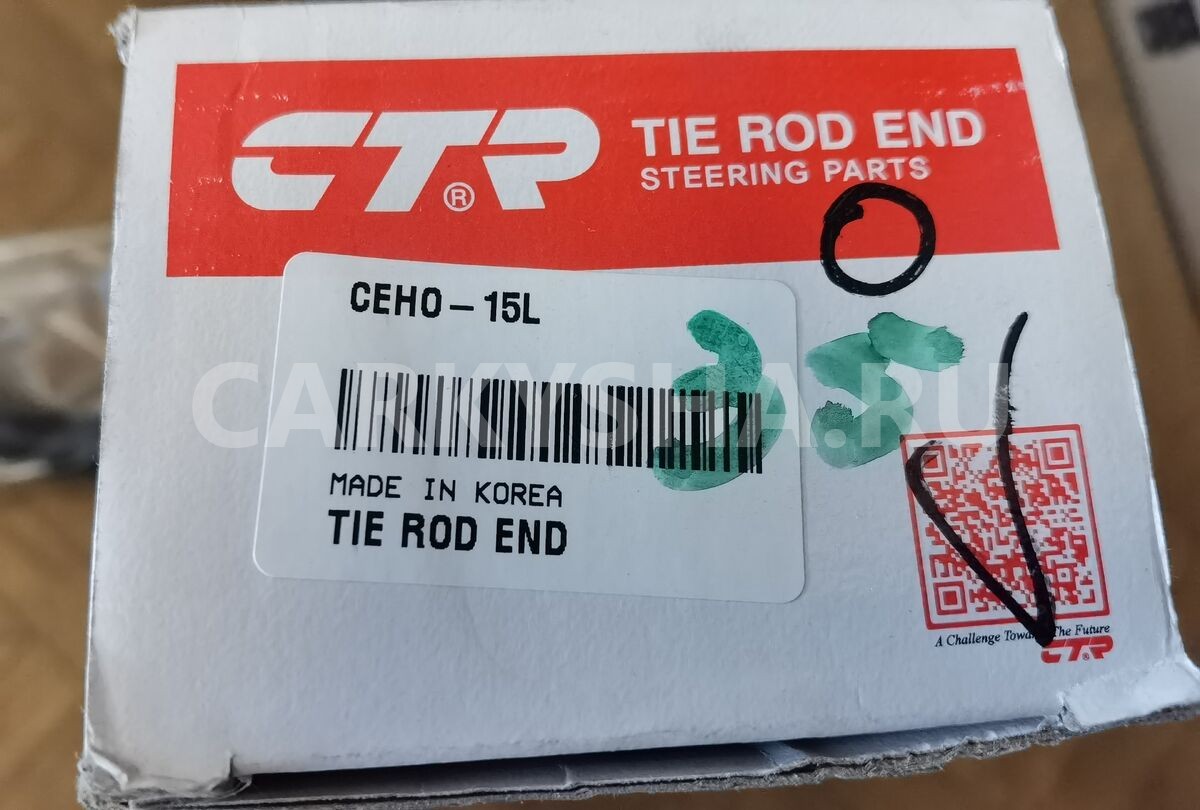 CTR® TIE ROD END
STEERING PARTS
CEHO-15L
35
CARKYSHA.RU
MADE IN KOREA
TIE ROD END
A Challenge Towa The Future
CTR®